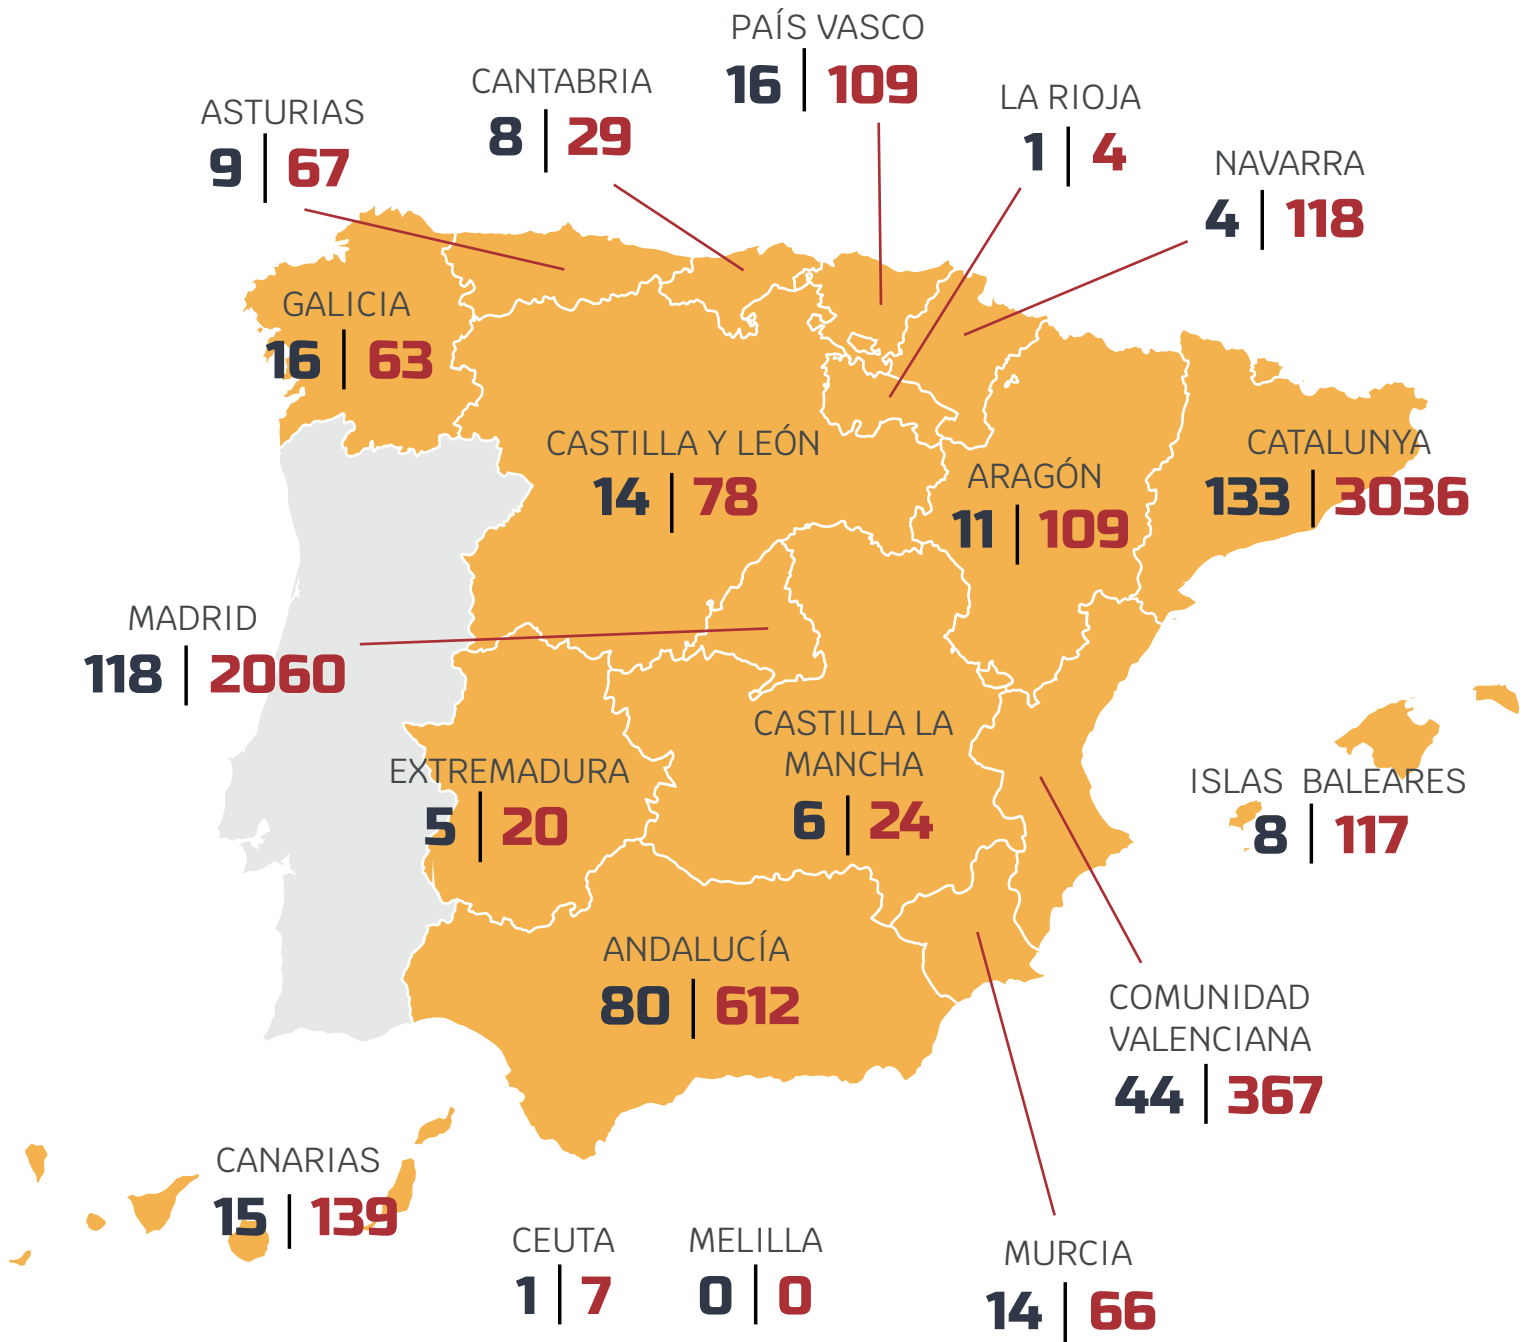 PAÍS VASCO
16 | 109
CANTABRIA
8 | 29
LA RIOJA
1 | 4
ASTURIAS
9 | 67
NAVARRA
4 | 118
GALICIA
16 | 63
CASTILLA Y LEÓN
14 | 78
ARAGÓN
11 | 109
CATALUNYA
133 | 3036
MADRID
118 | 2060
CASTILLA LA
MANCHA
6 | 24
EXTREMADURA
5 | 20
ISLAS BALEARES
8 | 117
ANDALUCÍA
80 | 612
COMUNIDAD
VALENCIANA
44 | 367
CANARIAS
15 | 139
CEUTA
1 | 7
MELILLA
0 | 0
MURCIA
14 | 66